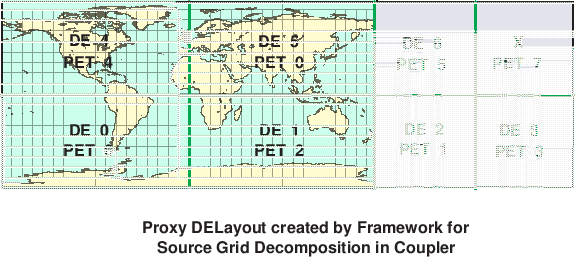 DE 4 DE 5 DE 6 X
PET 4 PET 0 PET 5 PET 7
DE 0 DE 1 DE 2 DE 3
PET PET 2 PET 1 PET 3
Proxy DELayout created by Framework for
Source Grid Decomposition in Coupler